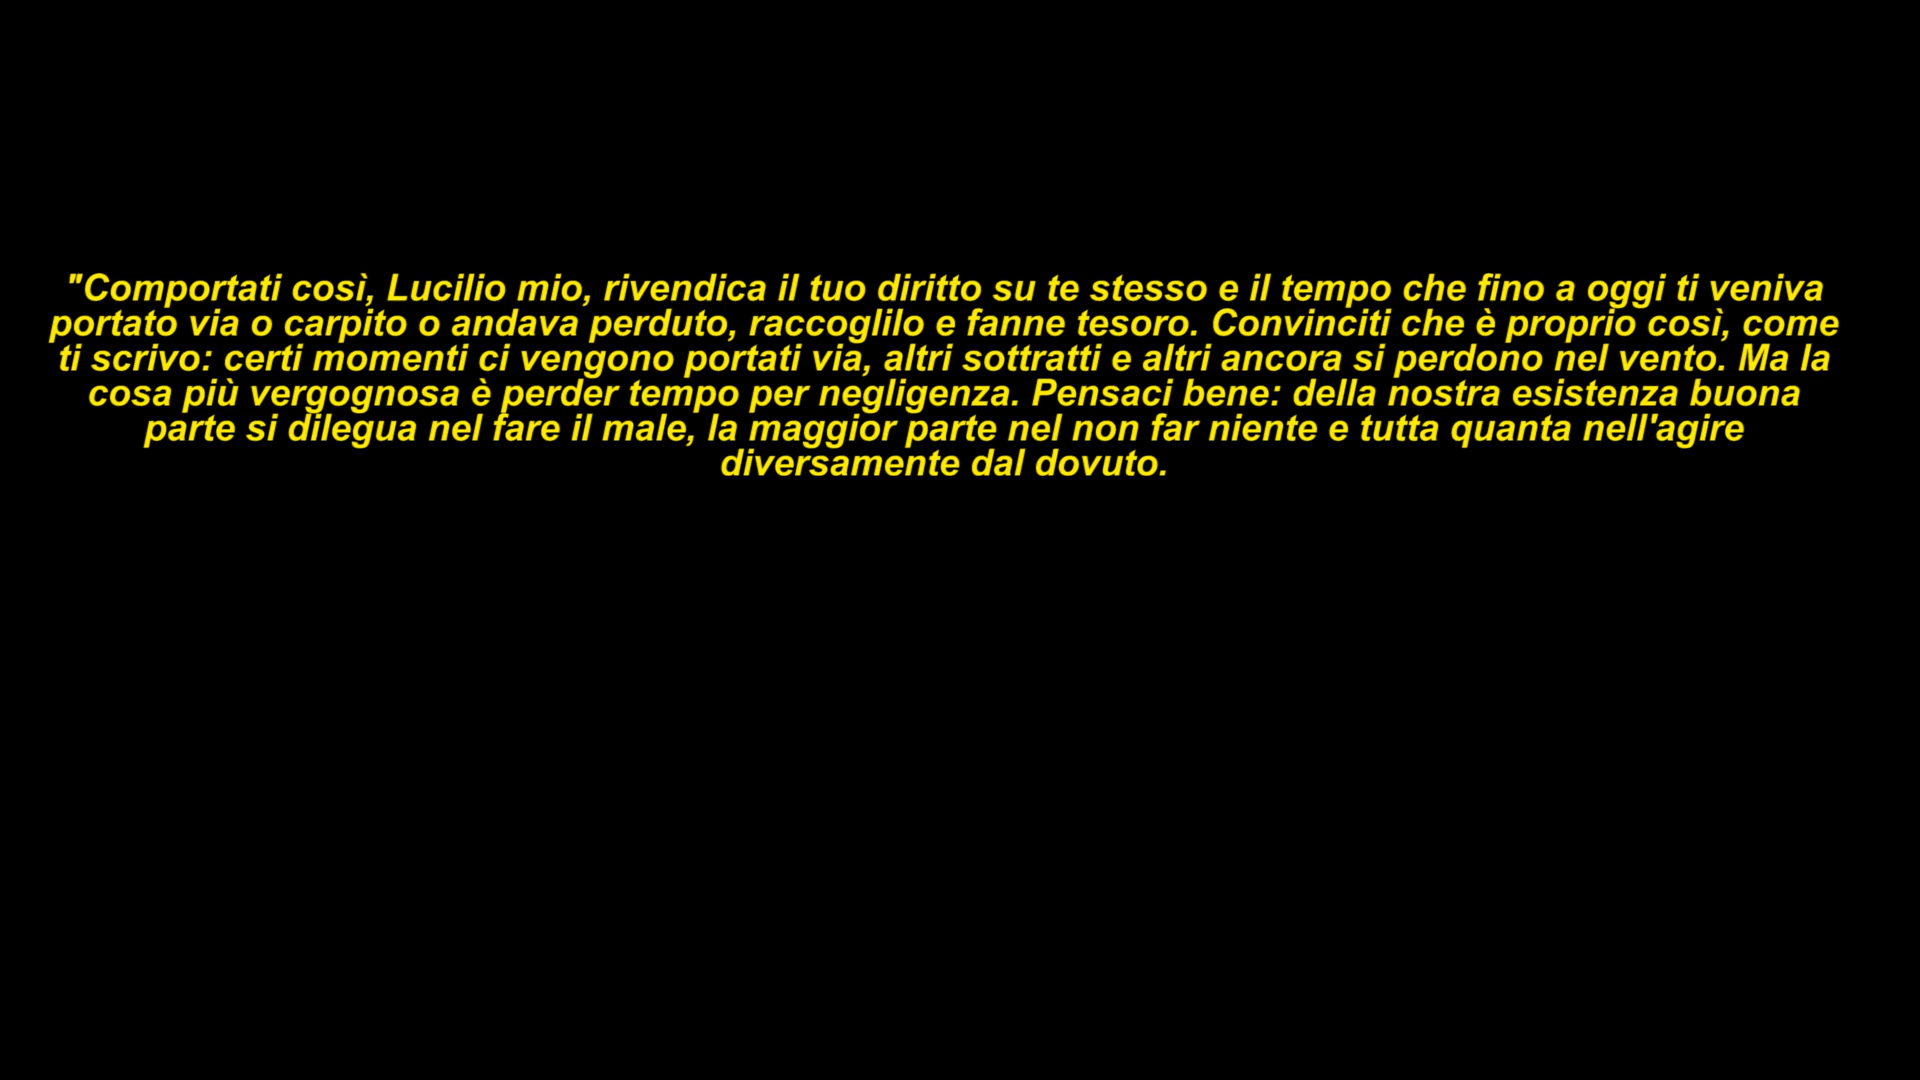 "Comportati così, Lucilio mio, rivendica il tuo diritto su te stesso e il tempo che fino a oggi ti veniva
portato via o carpito o andava perduto, raccoglilo e fanne tesoro. Convinciti che è proprio così, come
ti scrivo: certi momenti ci vengono portati via, altri sottratti e altri ancora si perdono nel vento. Ma la
cosa più vergognosa è perder tempo per negligenza. Pensaci bene: della nostra esistenza buona
parte si dilegua nel fare il male, la maggior parte nel non far niente e tutta quanta nell'agire
diversamente dal dovuto.